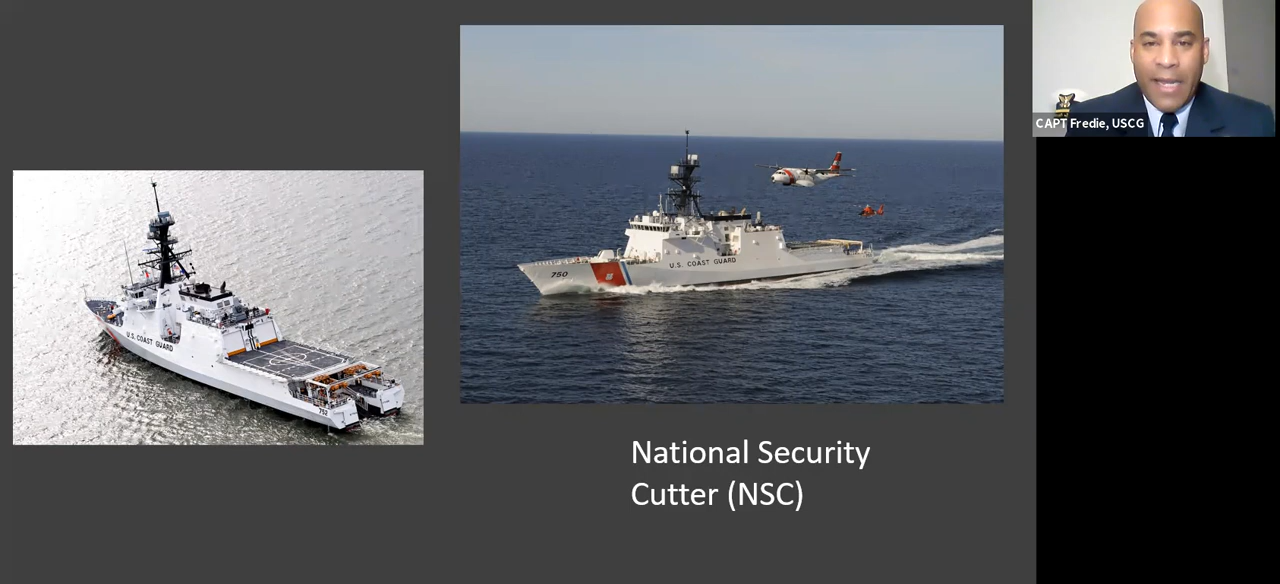 U.S. COAST GUARD
752
750
U.S. COAST GUARD
CAPT Fredie, USCG
National Security
Cutter (NSC)